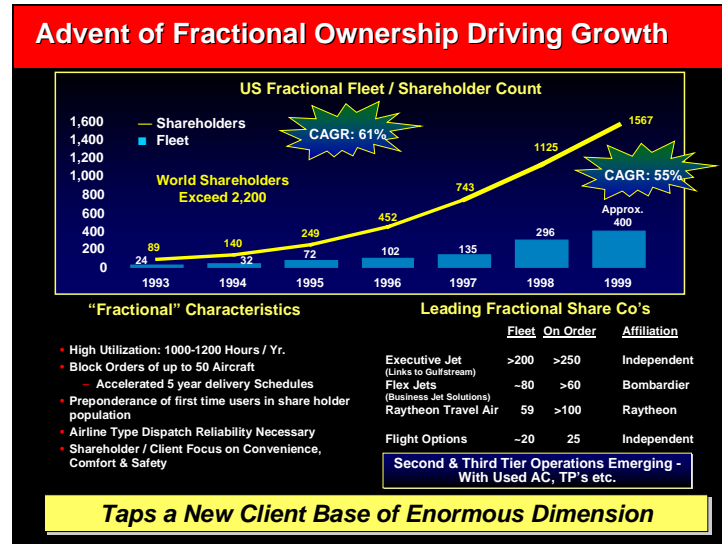 Advent of Fractional Ownership Driving Growth
US Fractional Fleet / Shareholder Count
1,600
1,400
1,200
1,000
800
600
400
200
0
Shareholders
Fleet
CAGR: 61%
CAGR: 55%
World Shareholders
Exceed 2,200
89
140
249
452
743
1125
1567
24
32
72
102
135
296
Approx.
400
1993 1994 1995 1996 1997 1998 1999
“Fractional” Characteristics
• High Utilization: 1000-1200 Hours / Yr.
• Block Orders of up to 50 Aircraft
– Accelerated 5 year delivery Schedules
• Preponderance of first time users in share holder
population
• Airline Type Dispatch Reliability Necessary
• Shareholder / Client Focus on Convenience,
Comfort & Safety
Leading Fractional Share Co’s
Fleet On Order Affiliation
Executive Jet >200 >250 Independent
(Links to Gulfstream)
Flex Jets ~80 >60 Bombardier
(Business Jet Solutions)
Raytheon Travel Air 59 >100 Raytheon
Flight Options ~20 25 Independent
Second & Third Tier Operations Emerging -
With Used AC, TP’s etc.
Taps a New Client Base of Enormous Dimension